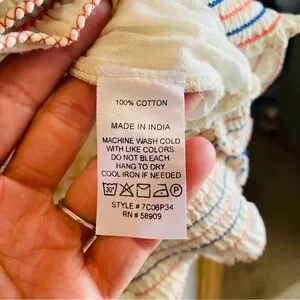 100% COTTON
MADE IN INDIA
MACHINE WASH COLD
WITH LIKE COLORS.
DO NOT BLEACH
HANG TO DRY
COOL IRON IF NEEDED
30°
STYLE # 7C06P34
RN # 58909